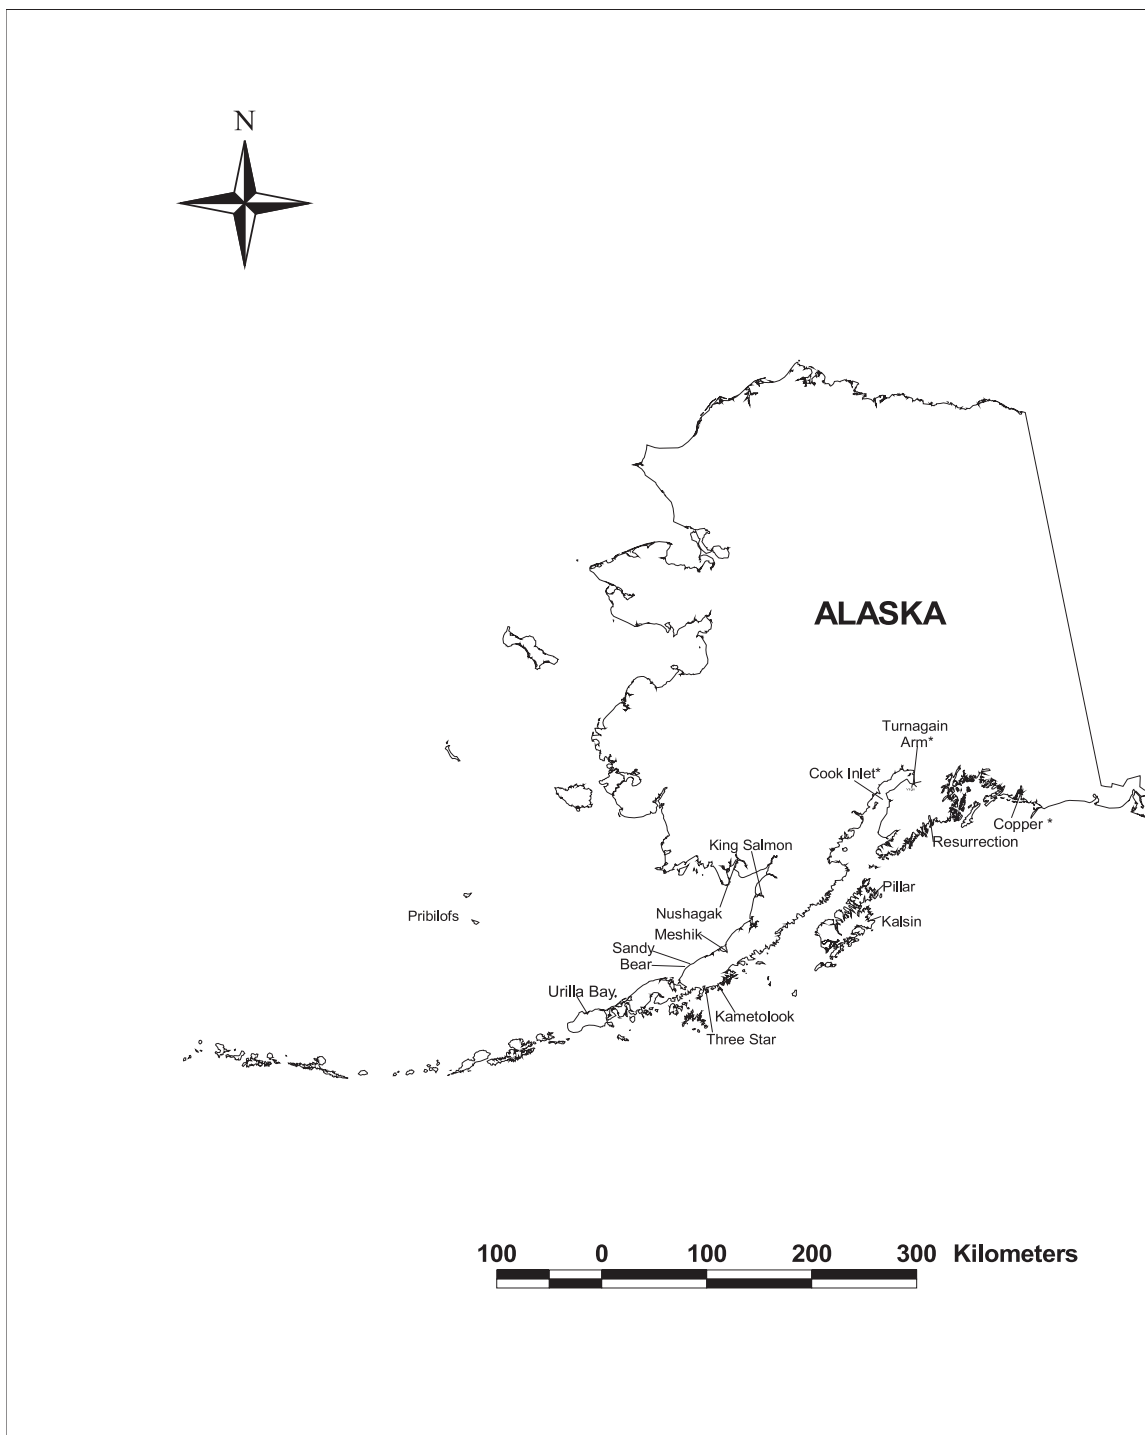 N
ALASKA
Turnagain
Arm*
Cook Inlet*
Copper *
Resurrection
King Salmon
Pillar
Nushagak
Kalsin
Pribilofs
Meshik
Sandy
Bear
Urilla Bay
Kametolook
Three Star
100 0 100 200 300 Kilometers